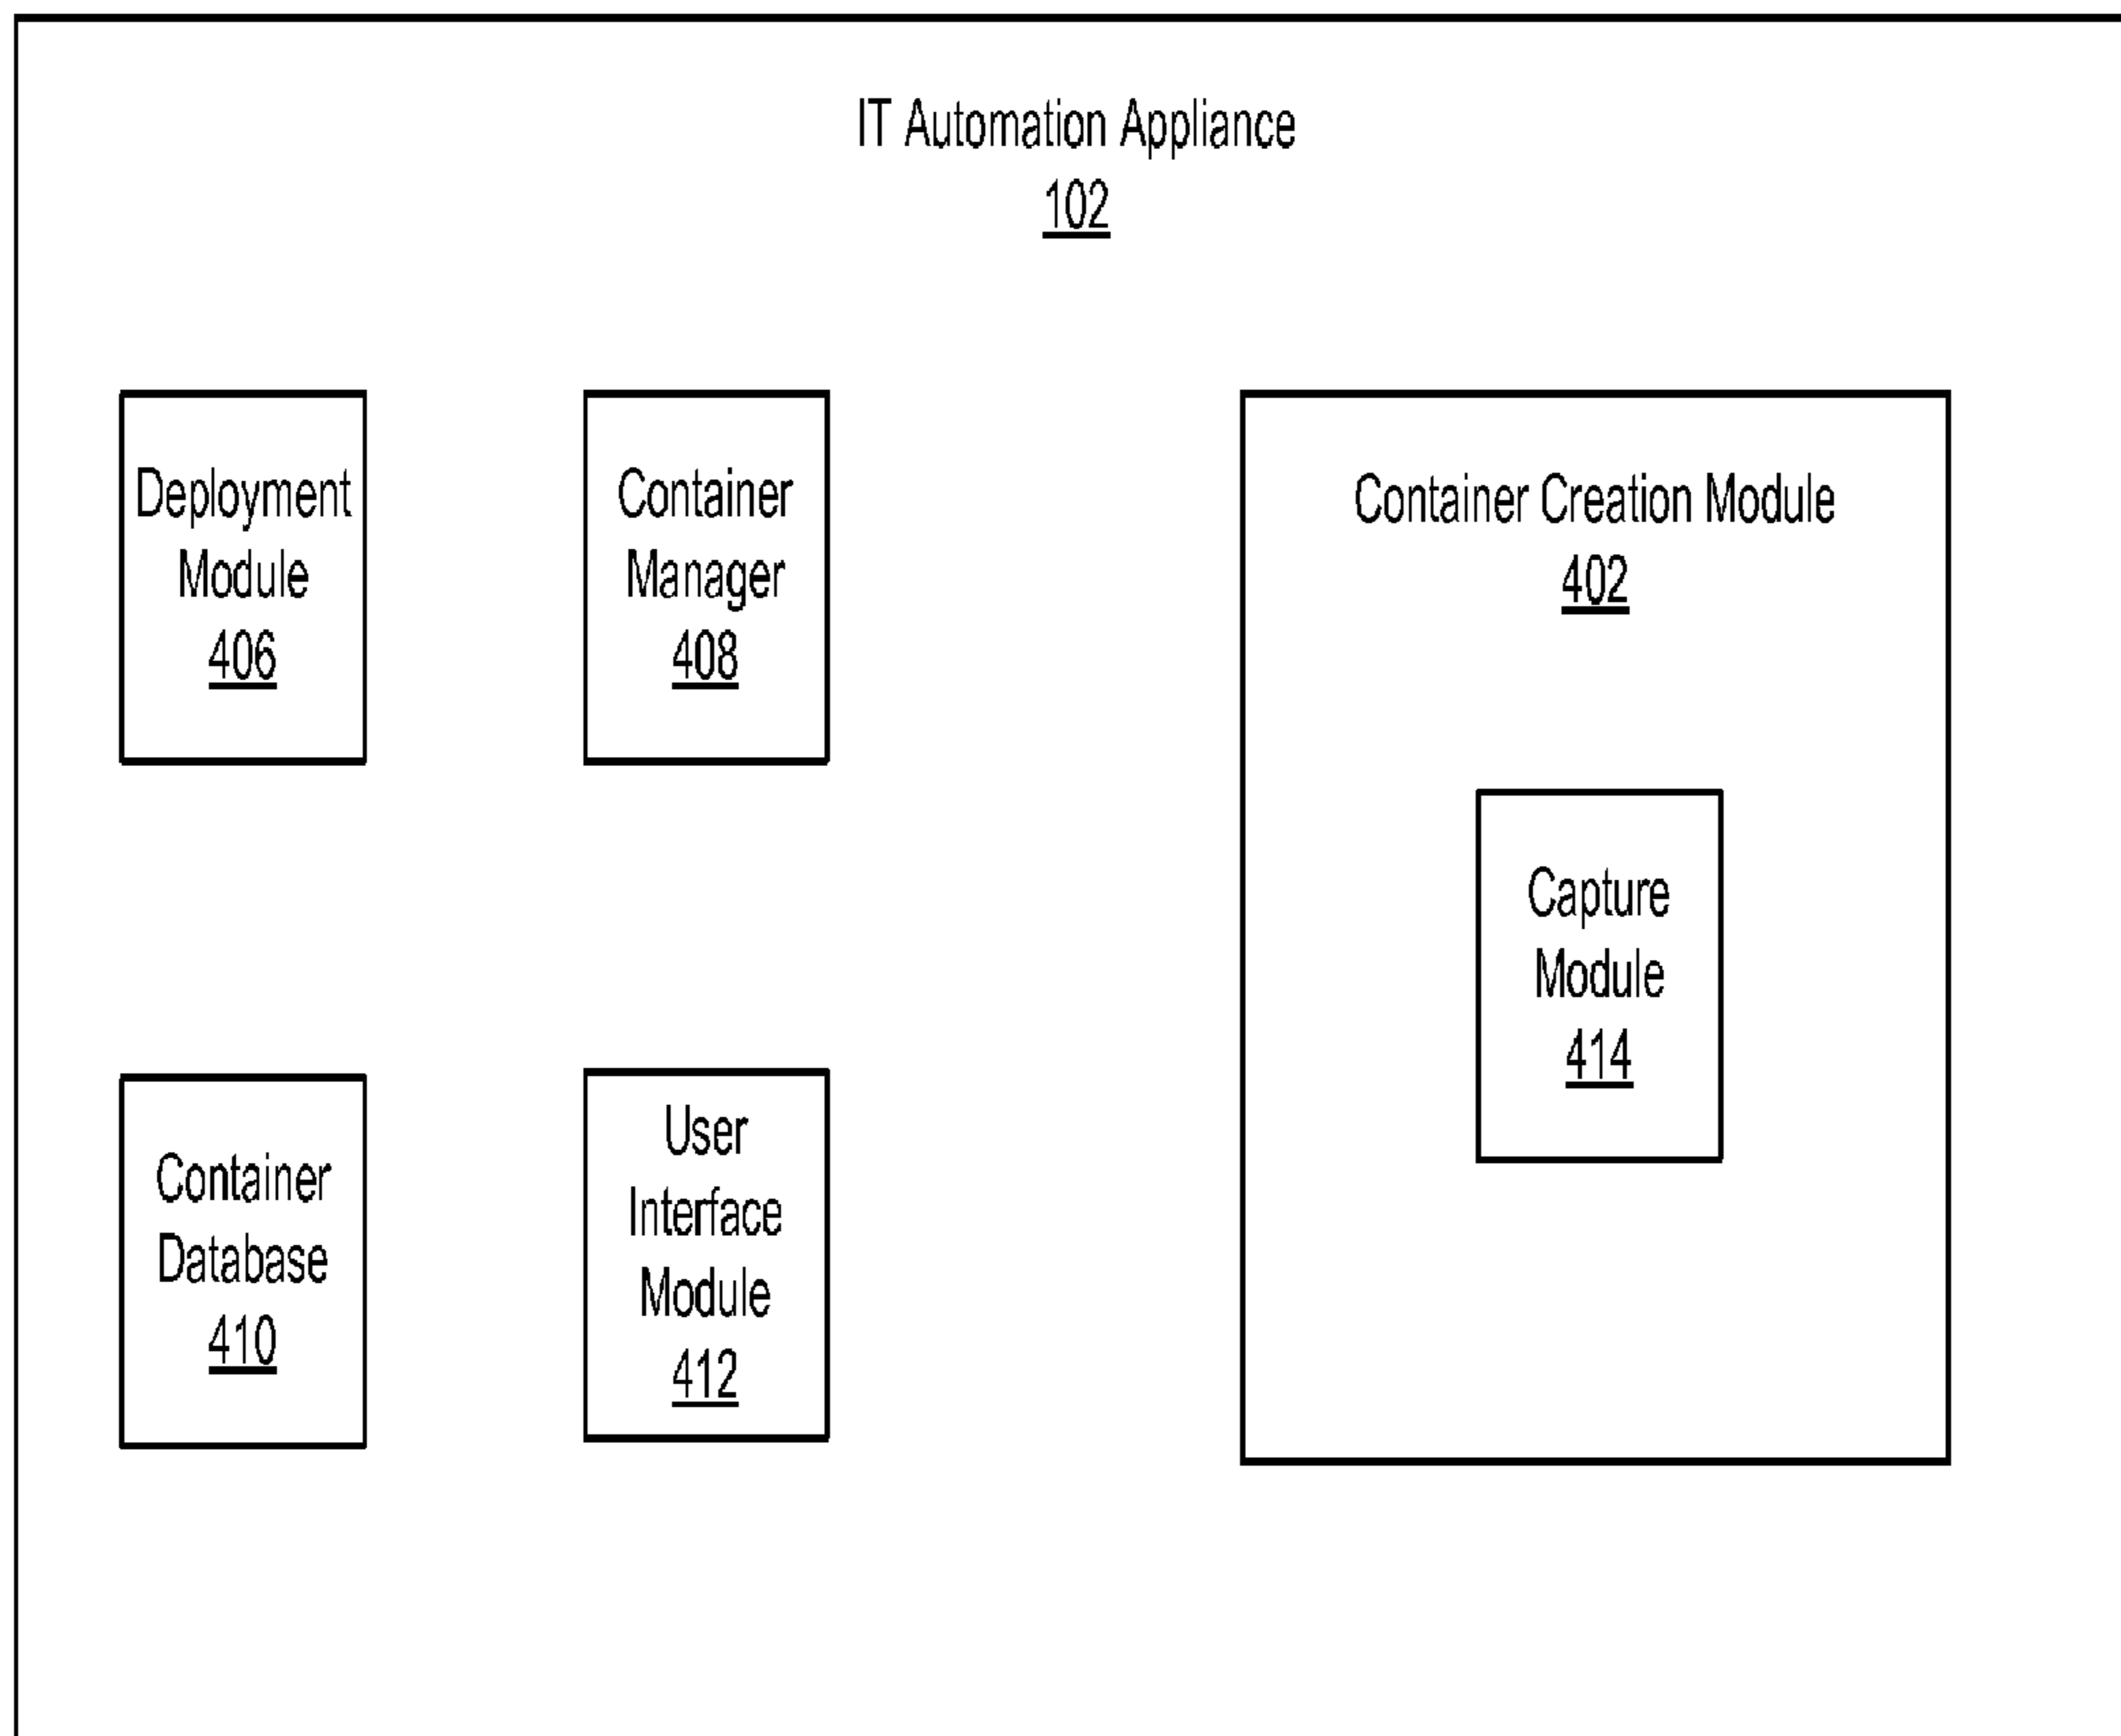 IT Automation Appliance
102
Deployment
Module
406
Container
Manager
408
Container Creation Module
402
Capture
Module
414
Container
Database
410
User
Interface
Module
412